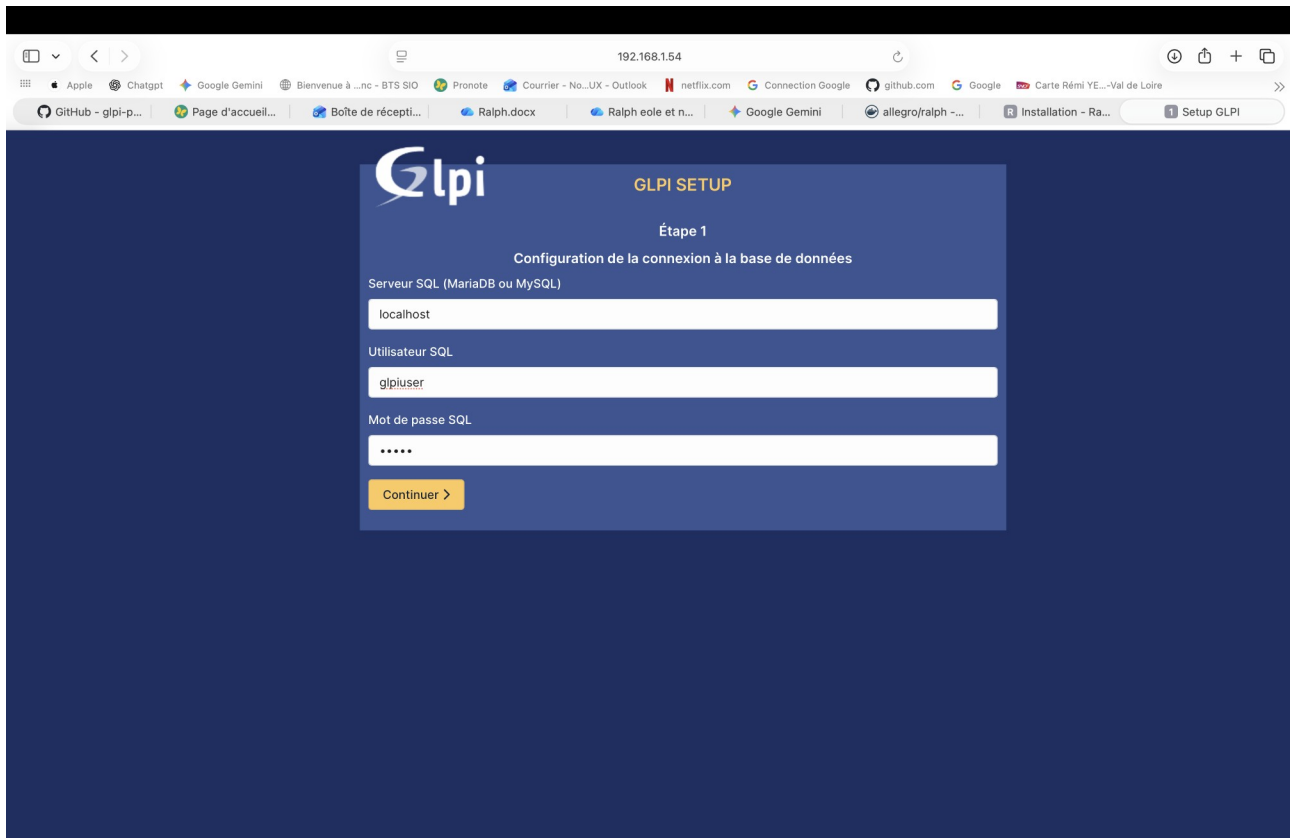 192.168.1.54
Apple Chatgpt Google Gemini Bienvenue à ...nc - BTS SIO Pronote Courrier - No...UX - Outlook N netflix.com G Connection Google github.com G Google Carte Rémi YE...-Val de Loire
GitHub - glpi-p... Page d'accueil... Boîte de récepti... Ralph.docx Ralph eole et n... Google Gemini allegro/ralph -... R Installation - Ra... 1 Setup GLPI
Glpi
GLPI SETUP
Étape 1
Configuration de la connexion à la base de données
Serveur SQL (MariaDB ou MySQL)
localhost
Utilisateur SQL
glpiuser
Mot de passe SQL
•••••
Continuer